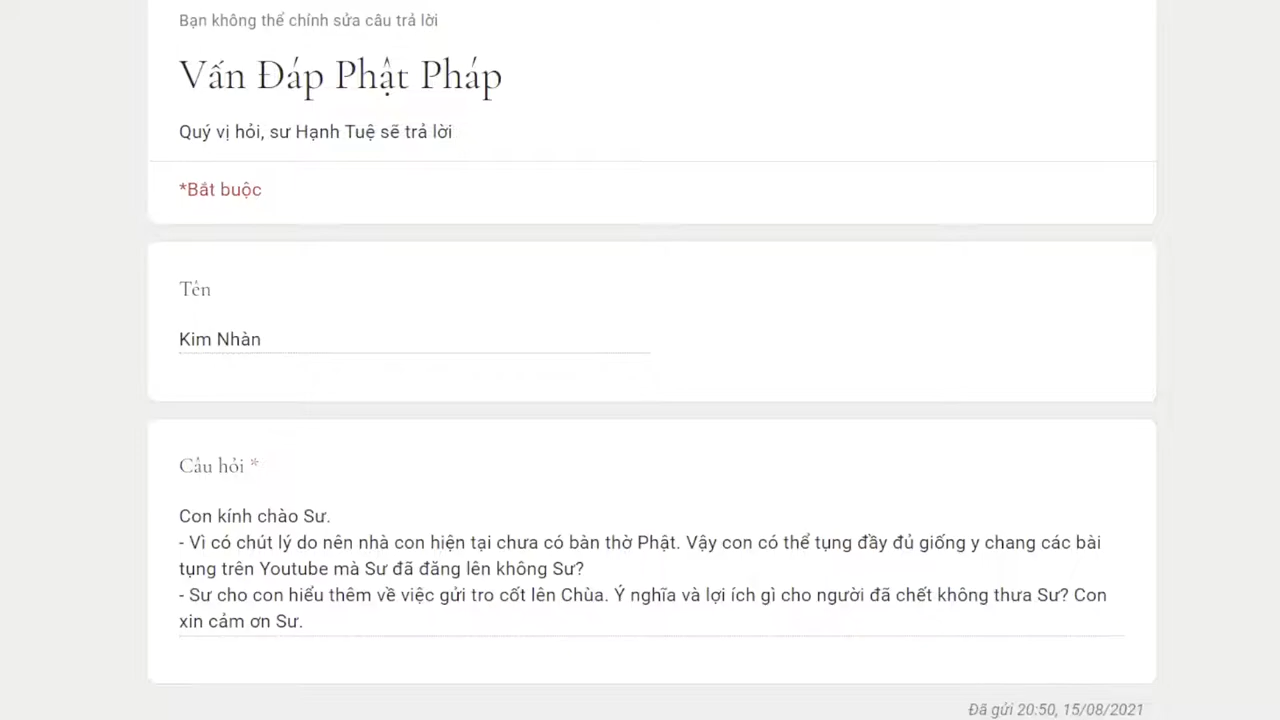 Bạn không thể chỉnh sửa câu trả lời
Vấn Đáp Phật Pháp
Quý vị hỏi, sư Hạnh Tuệ sẽ trả lời
*Bắt buộc
Tên
Kim Nhàn
Câu hỏi *
Con kính chào Sư.
- Vì có chút lý do nên nhà con hiện tại chưa có bàn thờ Phật. Vậy con có thể tụng đầy đủ giống y chang các bài
tụng trên Youtube mà Sư đã đăng lên không Sư?
- Sư cho con hiểu thêm về việc gửi tro cốt lên Chùa. Ý nghĩa và lợi ích gì cho người đã chết không thưa Sư? Con
xin cảm ơn Sư.
Đã gửi 20:50, 15/08/2021